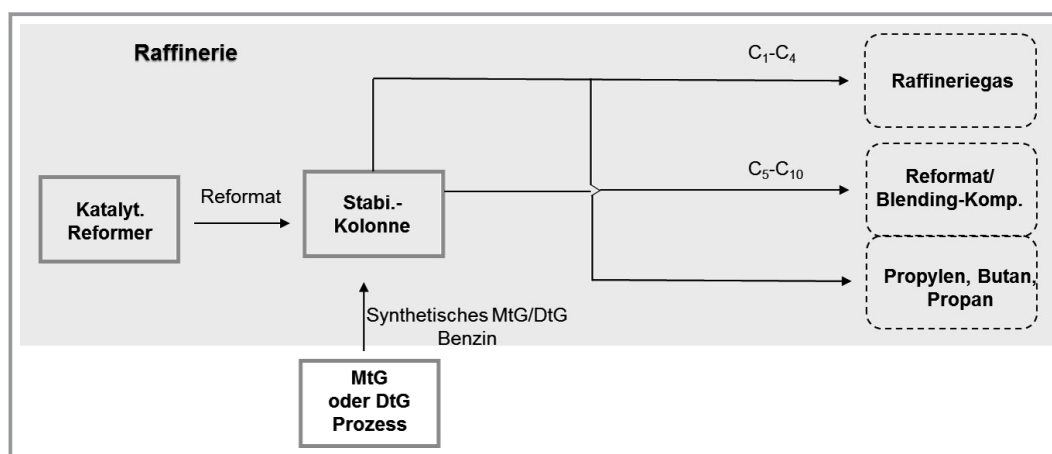 Raffinerie
C₁-C₄
Raffineriegas
Reformat
Katalyt.
Reformer
Stabi.-
Kolonne
C₅-C₁₀
Reformat/
Blending-Komp.
Propylen, Butan,
Propan
Synthetisches MtG/DtG
Benzin
MtG
oder DtG
Prozess